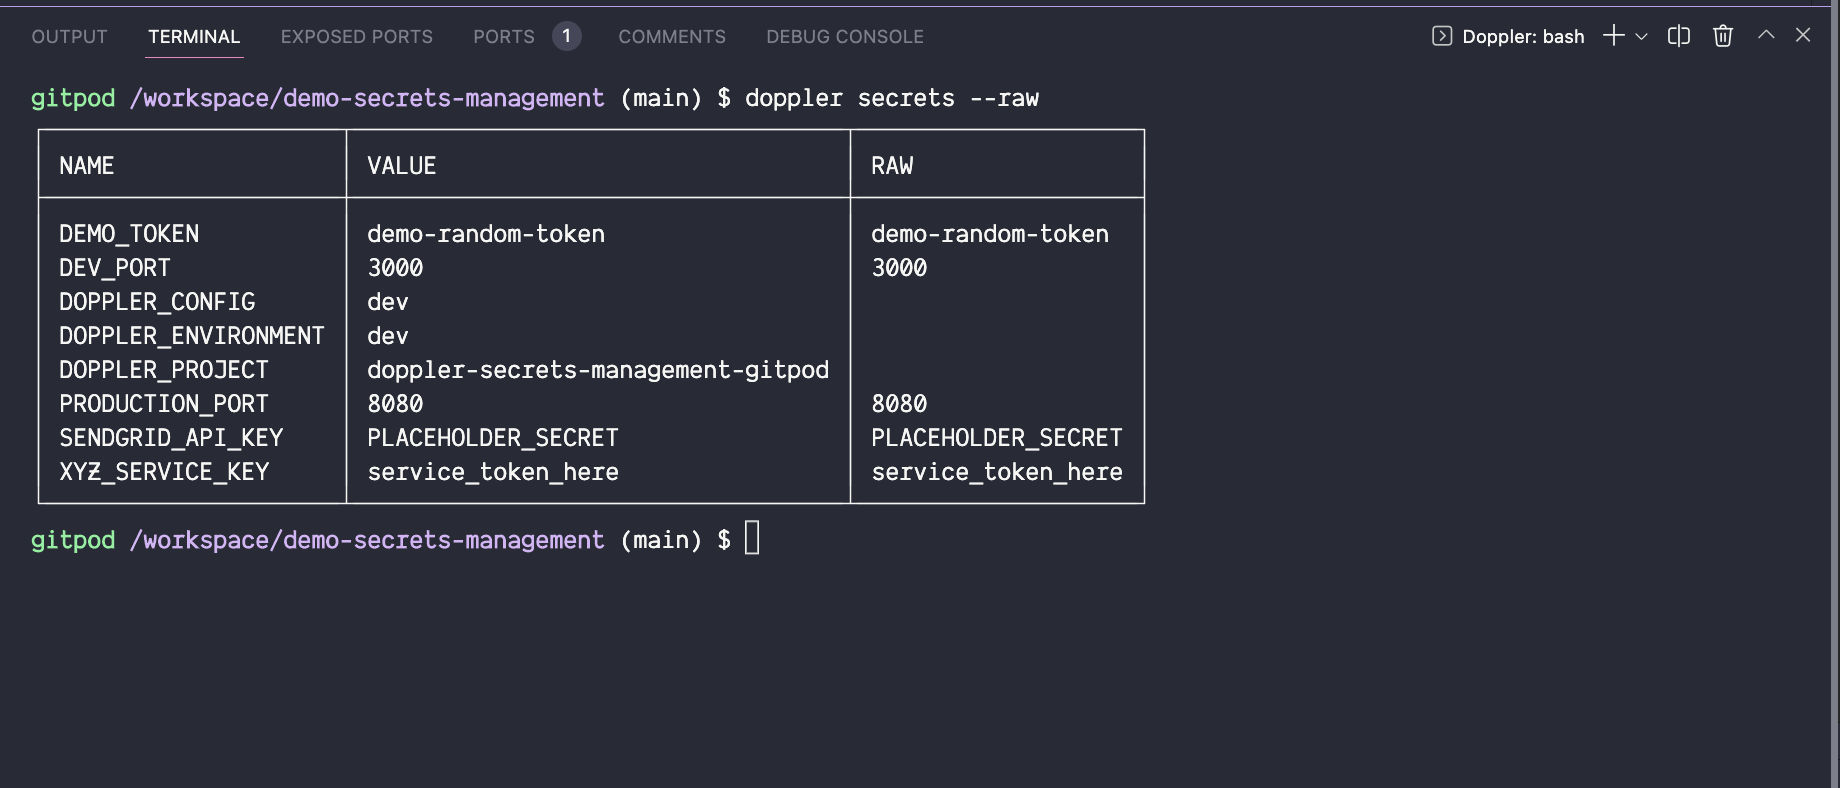 OUTPUT TERMINAL EXPOSED PORTS PORTS 1 COMMENTS DEBUG CONSOLE Doppler: bash
gitpod /workspace/demo-secrets-management (main) $ doppler secrets --raw
NAME VALUE RAW
DEMO_TOKEN demo-random-token demo-random-token
DEV_PORT 3000 3000
DOPPLER_CONFIG dev
DOPPLER_ENVIRONMENT dev
DOPPLER_PROJECT doppler-secrets-management-gitpod
PRODUCTION_PORT 8080 8080
SENDGRID_API_KEY PLACEHOLDER_SECRET PLACEHOLDER_SECRET
XYZ_SERVICE_KEY service_token_here service_token_here
gitpod /workspace/demo-secrets-management (main) $